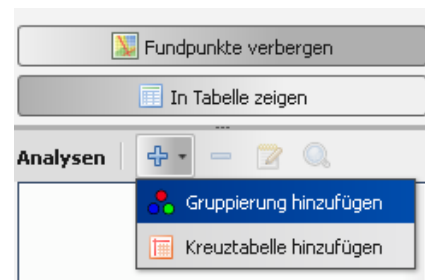 Fundpunkte verbergen
In Tabelle zeigen
Analysen
Gruppierung hinzufügen
Kreuztabelle hinzufügen